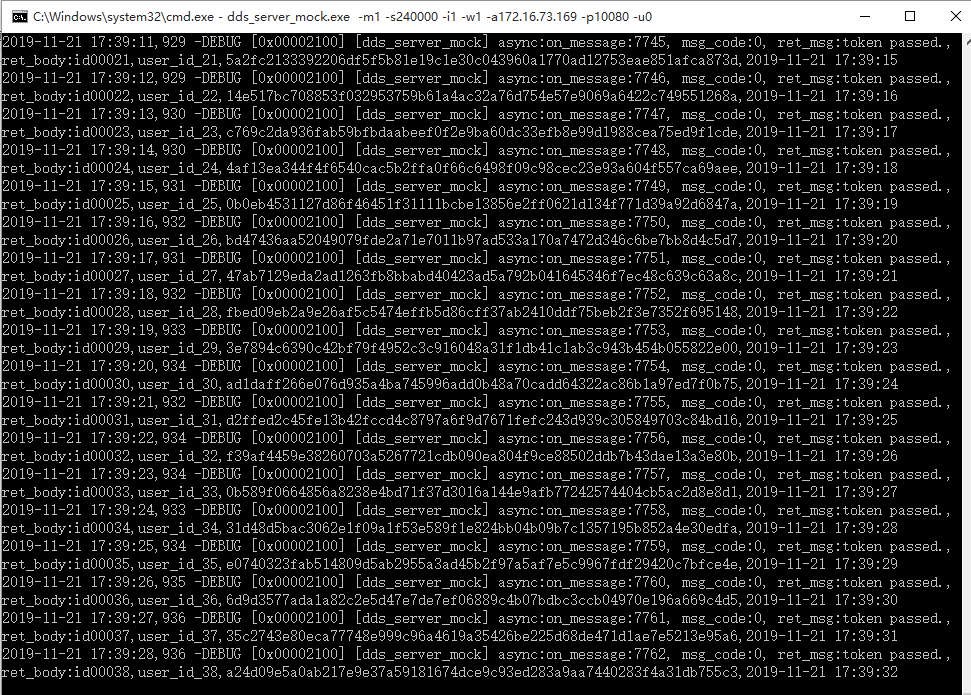 C:\Windows\system32\cmd.exe - dds_server_mock.exe -m1 -s240000 -i1 -w1 -a172.16.73.169 -p10080 -u0
2019-11-21 17:39:11,929 -DEBUG [0x00002100] [dds_server_mock] async:on_message:7745, msg_code:0, ret_msg:token passed.,
ret_body:id00021,user_id_21,5a2fc2133392206df5f5b81e19c1e30c043960a1770ad12753eae851afca873d,2019-11-21 17:39:15
2019-11-21 17:39:12,929 -DEBUG [0x00002100] [dds_server_mock] async:on_message:7746, msg_code:0, ret_msg:token passed.,
ret_body:id00022,user_id_22,14e517bc708853f032953759b61a4ac32a76d754e57e9069a6422c749551268a,2019-11-21 17:39:16
2019-11-21 17:39:13,930 -DEBUG [0x00002100] [dds_server_mock] async:on_message:7747, msg_code:0, ret_msg:token passed.,
ret_body:id00023,user_id_23,c769c2da936fab59bfbdaabeef0f2e9ba60dc33efb8e99d1988cea75ed9f1cde,2019-11-21 17:39:17
2019-11-21 17:39:14,930 -DEBUG [0x00002100] [dds_server_mock] async:on_message:7748, msg_code:0, ret_msg:token passed.,
ret_body:id00024,user_id_24,4af13ea344f4f6540cac5b2ffa0f66c6498f09c98cec23e93a604f557ca69aee,2019-11-21 17:39:18
2019-11-21 17:39:15,931 -DEBUG [0x00002100] [dds_server_mock] async:on_message:7749, msg_code:0, ret_msg:token passed.,
ret_body:id00025,user_id_25,0b0eb4531127d86f46451f31111bcbe13856e2ff0621d134f771d39a92d6847a,2019-11-21 17:39:19
2019-11-21 17:39:16,932 -DEBUG [0x00002100] [dds_server_mock] async:on_message:7750, msg_code:0, ret_msg:token passed.,
ret_body:id00026,user_id_26,bd47436aa52049079fde2a71e7011b97ad533a170a7472d346c6be7bb8d4c5d7,2019-11-21 17:39:20
2019-11-21 17:39:17,931 -DEBUG [0x00002100] [dds_server_mock] async:on_message:7751, msg_code:0, ret_msg:token passed.,
ret_body:id00027,user_id_27,47ab7129eda2ad1263fb8bbabd40423ad5a792b041645346f7ec48c639c63a8c,2019-11-21 17:39:21
2019-11-21 17:39:18,932 -DEBUG [0x00002100] [dds_server_mock] async:on_message:7752, msg_code:0, ret_msg:token passed.,
ret_body:id00028,user_id_28,fbed09eb2a9e26af5c5474effb5d86cff37ab2410ddf75beb2f3e7352f695148,2019-11-21 17:39:22
2019-11-21 17:39:19,933 -DEBUG [0x00002100] [dds_server_mock] async:on_message:7753, msg_code:0, ret_msg:token passed.,
ret_body:id00029,user_id_29,3e7894c6390c42bf79f4952c3c916048a31f1db41c1ab3c943b454b055822e00,2019-11-21 17:39:23
2019-11-21 17:39:20,934 -DEBUG [0x00002100] [dds_server_mock] async:on_message:7754, msg_code:0, ret_msg:token passed.,
ret_body:id00030,user_id_30,ad1daff266e076d935a4ba745996add0b48a70cadd64322ac86b1a97ed7f0b75,2019-11-21 17:39:24
2019-11-21 17:39:21,932 -DEBUG [0x00002100] [dds_server_mock] async:on_message:7755, msg_code:0, ret_msg:token passed.,
ret_body:id00031,user_id_31,d2ffed2c45fe13b42fccd4c8797a6f9d7671fefc243d939c305849703c84bd16,2019-11-21 17:39:25
2019-11-21 17:39:22,934 -DEBUG [0x00002100] [dds_server_mock] async:on_message:7756, msg_code:0, ret_msg:token passed.,
ret_body:id00032,user_id_32,f39af4459e38260703a5267721cdb090ea804f9ce88502ddb7b43dae13a3e80b,2019-11-21 17:39:26
2019-11-21 17:39:23,934 -DEBUG [0x00002100] [dds_server_mock] async:on_message:7757, msg_code:0, ret_msg:token passed.,
ret_body:id00033,user_id_33,0b589f0664856a8238e4bd71f37d3016a144e9afb77242574404cb5ac2d8e8d1,2019-11-21 17:39:27
2019-11-21 17:39:24,933 -DEBUG [0x00002100] [dds_server_mock] async:on_message:7758, msg_code:0, ret_msg:token passed.,
ret_body:id00034,user_id_34,31d48d5bac3062e1f09a1f53e589f1e824bb04b09b7c1357195b852a4e30edfa,2019-11-21 17:39:28
2019-11-21 17:39:25,934 -DEBUG [0x00002100] [dds_server_mock] async:on_message:7759, msg_code:0, ret_msg:token passed.,
ret_body:id00035,user_id_35,e0740323fab514809d5ab2955a3ad45b2f97a5af7e5c9967fdf29420c7bfce4e,2019-11-21 17:39:29
2019-11-21 17:39:26,935 -DEBUG [0x00002100] [dds_server_mock] async:on_message:7760, msg_code:0, ret_msg:token passed.,
ret_body:id00036,user_id_36,6d9d3577ada1a82c2e5d47e7de7ef06889c4b07bdbc3ccb04970e196a669c4d5,2019-11-21 17:39:30
2019-11-21 17:39:27,936 -DEBUG [0x00002100] [dds_server_mock] async:on_message:7761, msg_code:0, ret_msg:token passed.,
ret_body:id00037,user_id_37,35c2743e80eca77748e999c96a4619a35426be225d68de471d1ae7e5213e95a6,2019-11-21 17:39:31
2019-11-21 17:39:28,936 -DEBUG [0x00002100] [dds_server_mock] async:on_message:7762, msg_code:0, ret_msg:token passed.,
ret_body:id00038,user_id_38,a24d09e5a0ab217e9e37a59181674dce9c93ed283a9aa7440283f4a31db755c3,2019-11-21 17:39:32